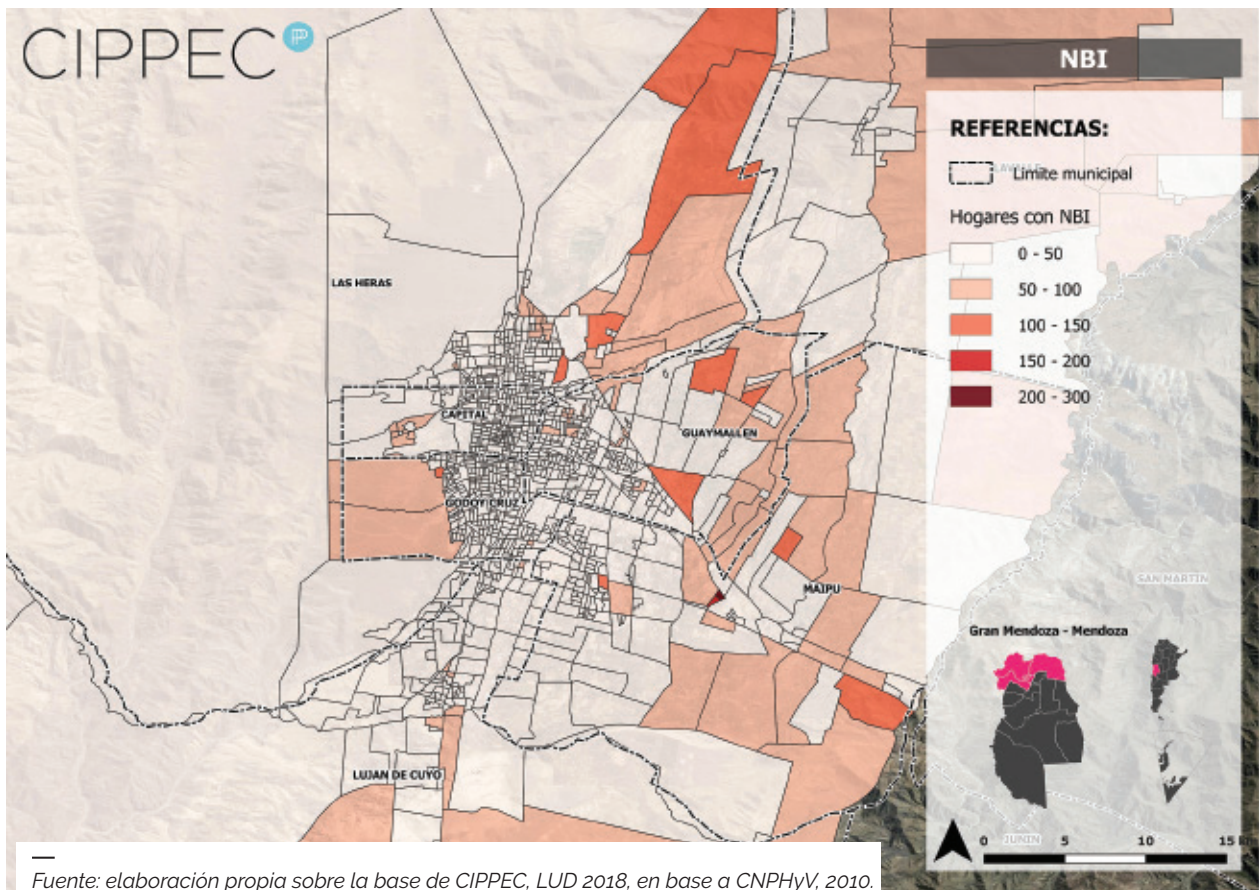 CIPPEC
NBI
REFERENCIAS:
Limite municipal
Hogares con NBI
0 - 50
50 - 100
100 - 150
150 - 200
200 - 300
LAS HERAS
CAPITAL
GUAYMALLEN
GODOY CRUZ
MAIPU
LUJAN DE CUYO
SAN MARTIN
Gran Mendoza - Mendoza
JUNIN
0 5 10 15
—
Fuente: elaboración propia sobre la base de CIPPEC, LUD 2018, en base a CNPHyV, 2010.